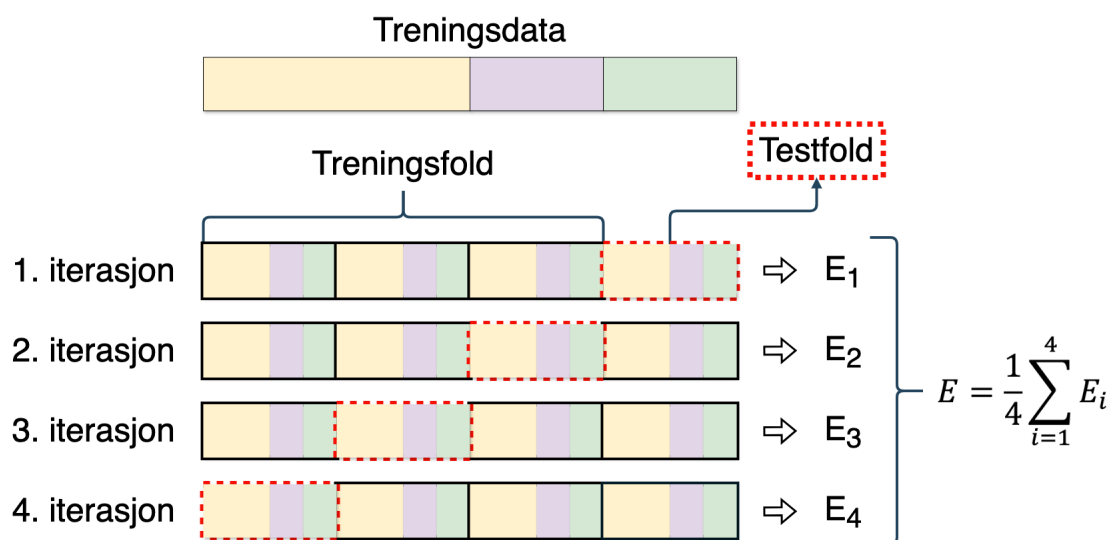 Treningsdata
Testfold
Treningsfold
1. iterasjon ⇨ E₁
2. iterasjon ⇨ E₂
3. iterasjon ⇨ E₃
4. iterasjon ⇨ E₄
E = 1/4 ∑_{i=1}^{4} E_i